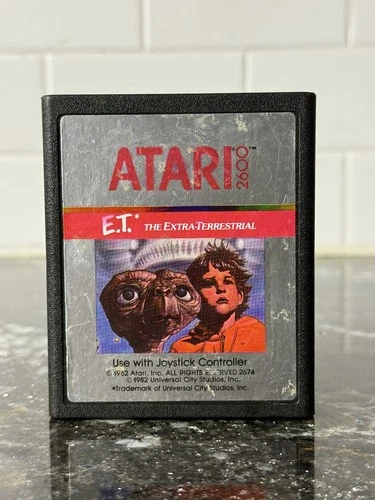 ATARI® 2600™
E.T.* THE EXTRA-TERRESTRIAL
Use with Joystick Controller
© 1982 Atari, Inc. ALL RIGHTS RESERVED 2674
© 1982 Universal City Studios, Inc.
*Trademark of Universal City Studios, Inc.